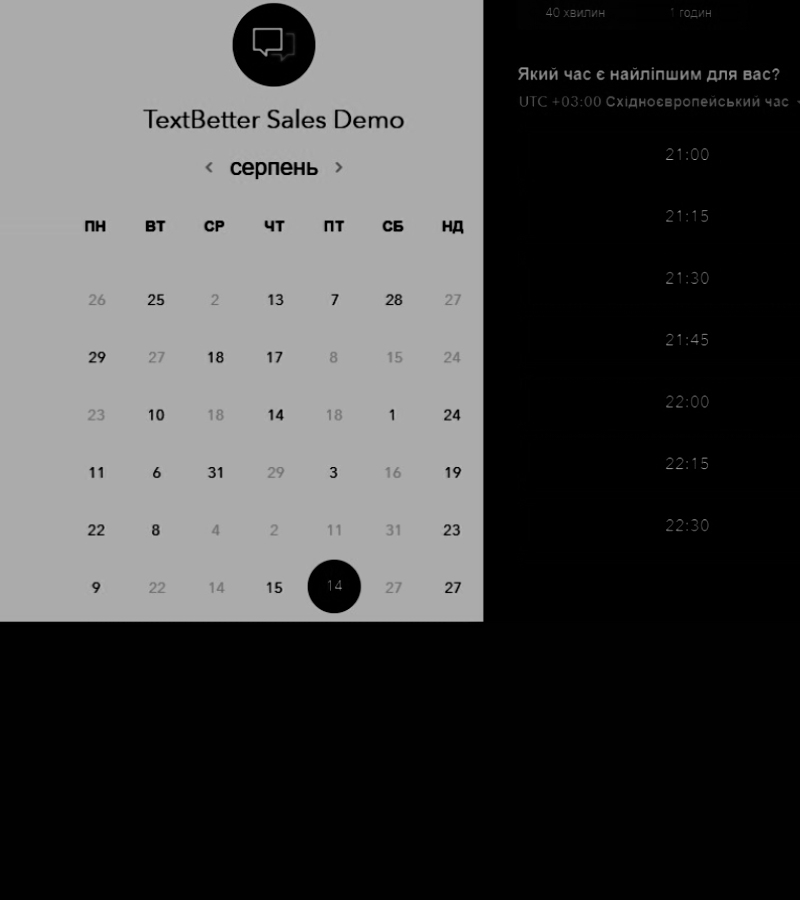 TextBetter Sales Demo
серпень
ПН ВТ СР ЧТ ПТ СБ НД
26 25 2 13 7 28 27
29 27 18 17 8 15 24
23 10 18 14 18 1 24
11 6 31 29 3 16 19
22 8 4 2 11 31 23
9 22 14 15 14 27 27
40 хвилин 1 годин
Який час є найліпшим для вас?
UTC +03:00 Східноєвропейський час
21:00
21:15
21:30
21:45
22:00
22:15
22:30